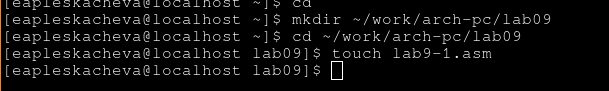 [eapleskacheva@localhost ~]$ cd
[eapleskacheva@localhost ~]$ mkdir ~/work/arch-pc/lab09
[eapleskacheva@localhost ~]$ cd ~/work/arch-pc/lab09
[eapleskacheva@localhost lab09]$ touch lab9-1.asm
[eapleskacheva@localhost lab09]$